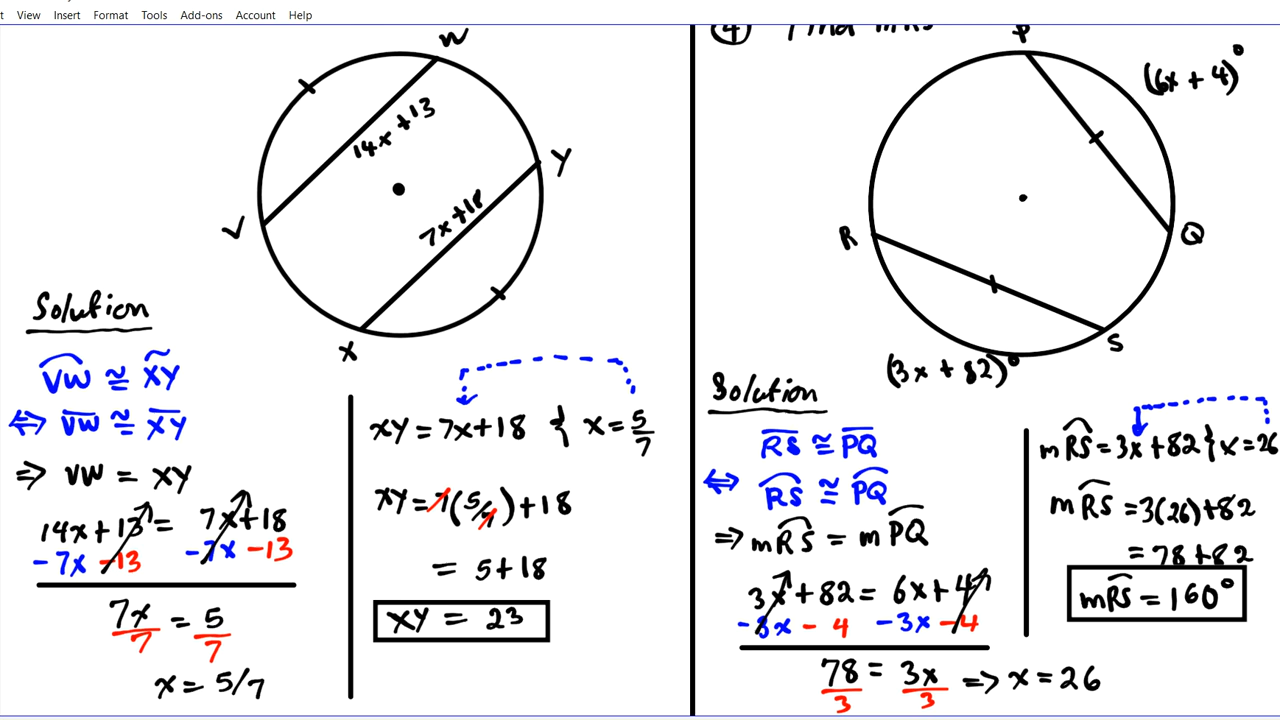 View Insert Format Tools Add-ons Account Help
W
14x+13
Y
7x+18
V
X
Solution
VW ≅ XY
⇔ VW ≅ XY
⇒ VW = XY
14x+13 = 7x+18
-7x -13 -7x -13
7x = 5
7 7
x = 5/7
XY = 7x+18 { x = 5/7
XY = 7(5/7)+18
= 5+18
XY = 23
④ Find mRS
P
(6x + 4)°
R
Q
S
(3x + 82)°
Solution
RS ≅ PQ
⇔ RS ≅ PQ
⇒ mRS = mPQ
3x + 82 = 6x + 4
-3x - 4 -3x -4
78 = 3x ⇒ x = 26
3 3
mRS = 3x + 82 { x = 26
mRS = 3(26)+82
= 78+82
mRS = 160°